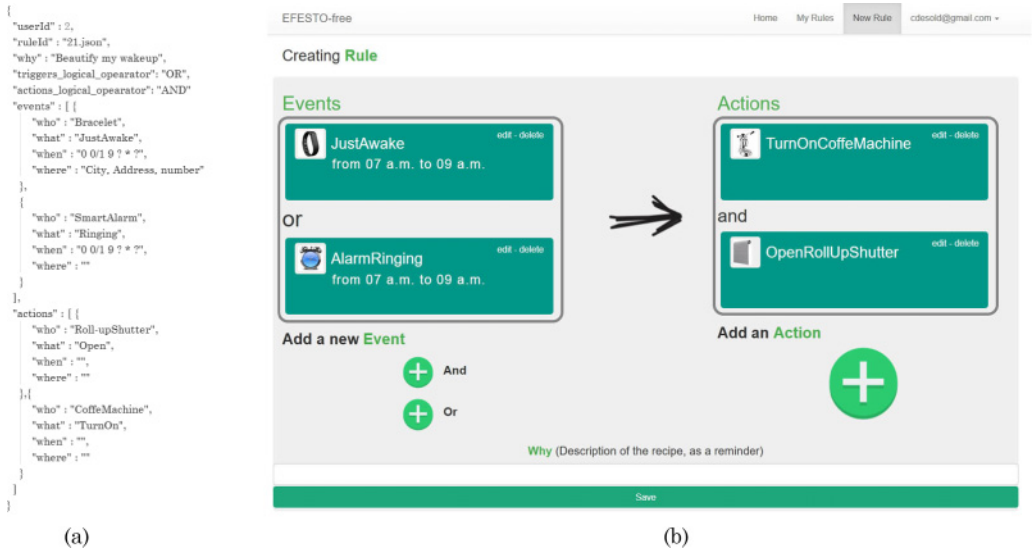 {
"userId" : 2,
"ruleId" : "21.json",
"why" : "Beautify my wakeup",
"triggers_logical_opearator": "OR",
"actions_logical_opearator": "AND"
"events" : [ {
"who" : "Bracelet",
"what" : "JustAwake",
"when" : "0 0/1 9 ? * ?",
"where" : "City, Address, number"
},
{
"who" : "SmartAlarm",
"what" : "Ringing",
"when" : "0 0/1 9 ? * ?",
"where" : ""
}
],
"actions" : [ {
"who" : "Roll-upShutter",
"what" : "Open",
"when" : "",
"where" : ""
},{
"who" : "CoffeMachine",
"what" : "TurnOn",
"when" : "",
"where" : ""
}
]
}
(a)
EFESTO-free Home My Rules New Rule cdesold@gmail.com
Creating Rule
Events
JustAwake edit - delete
from 07 a.m. to 09 a.m.
or
AlarmRinging edit - delete
from 07 a.m. to 09 a.m.
Add a new Event
+ And
+ Or
Actions
TurnOnCoffeMachine edit - delete
and
OpenRollUpShutter edit - delete
Add an Action
+
Why (Description of the recipe, as a reminder)
Save
(b)